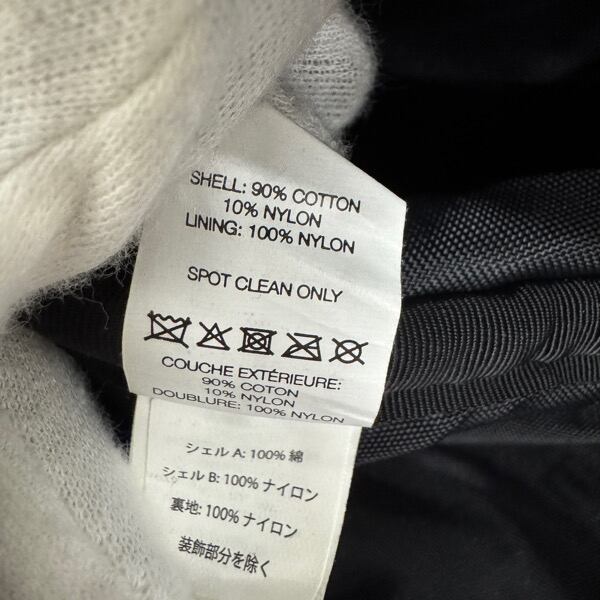 SHELL: 90% COTTON
10% NYLON
LINING: 100% NYLON
SPOT CLEAN ONLY
COUCHE EXTÉRIEURE:
90% COTON
10% NYLON
DOUBLURE: 100% NYLON
シェル A: 100% 綿
シェル B: 100% ナイロン
裏地: 100% ナイロン
装飾部分を除く